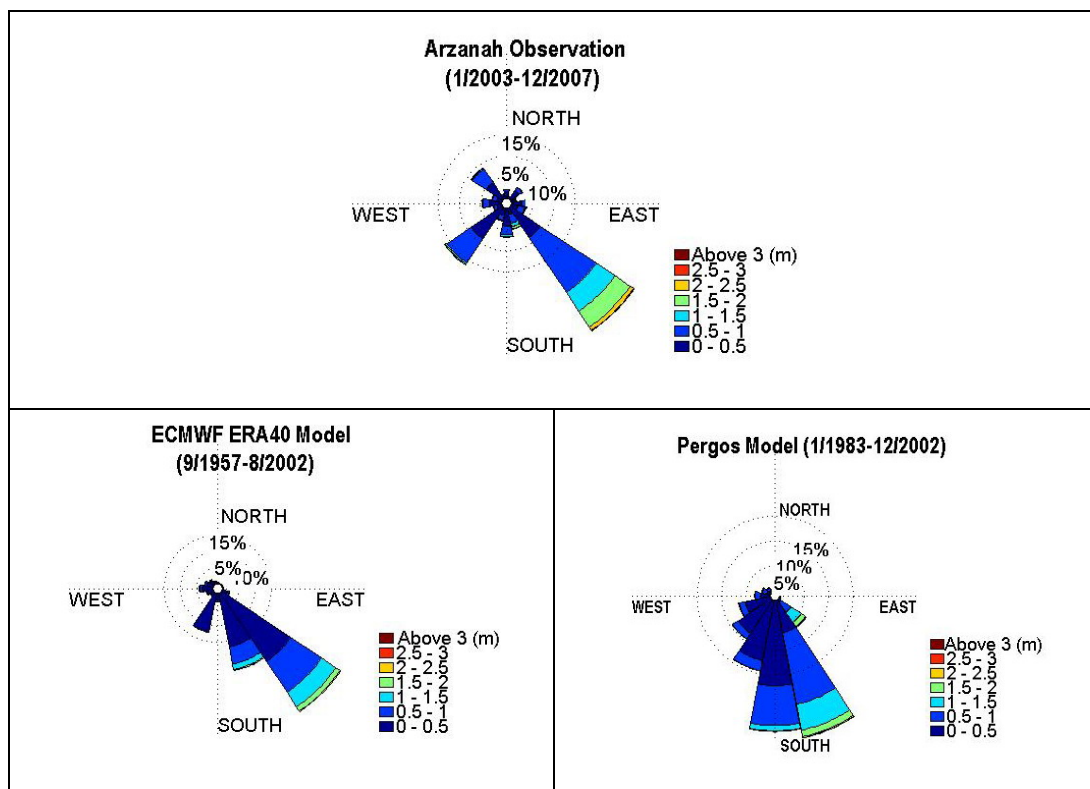 Arzanah Observation
(1/2003-12/2007)
NORTH
15%
5%
10%
WEST
EAST
SOUTH
Above 3 (m)
2.5 - 3
2 - 2.5
1.5 - 2
1 - 1.5
0.5 - 1
0 - 0.5
ECMWF ERA40 Model
(9/1957-8/2002)
NORTH
15%
5%
0%
WEST
EAST
SOUTH
Above 3 (m)
2.5 - 3
2 - 2.5
1.5 - 2
1 - 1.5
0.5 - 1
0 - 0.5
Pergos Model (1/1983-12/2002)
NORTH
15%
10%
5%
WEST
EAST
SOUTH
Above 3 (m)
2.5 - 3
2 - 2.5
1.5 - 2
1 - 1.5
0.5 - 1
0 - 0.5